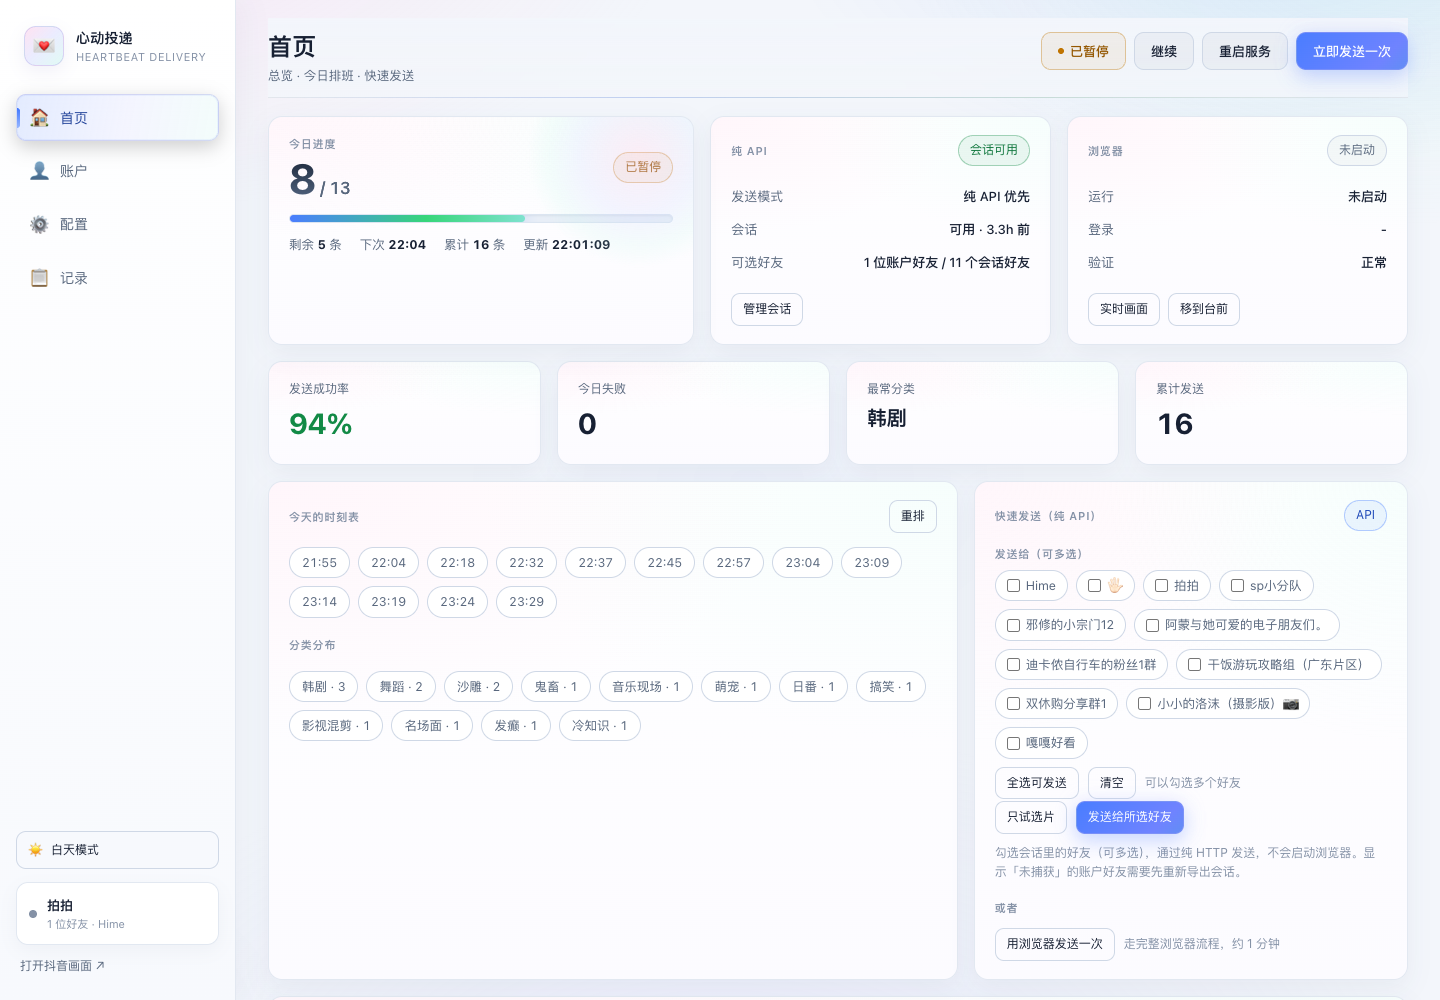 心动投递
HEARTBEAT DELIVERY
首页
账户
配置
记录
白天模式
拍拍
1 位好友 · Hime
打开抖音画面 ↗
首页
总览 · 今日排班 · 快速发送
已暂停
继续
重启服务
立即发送一次
今日进度
8 / 13
已暂停
剩余 5 条 下次 22:04 累计 16 条 更新 22:01:09
纯 API
会话可用
发送模式 纯 API 优先
会话 可用 · 3.3h 前
可选好友 1 位账户好友 / 11 个会话好友
管理会话
浏览器
未启动
运行 未启动
登录 -
验证 正常
实时画面 移到台前
发送成功率
94%
今日失败
0
最常分类
韩剧
累计发送
16
今天的时刻表
重排
21:55 22:04 22:18 22:32 22:37 22:45 22:57 23:04 23:09
23:14 23:19 23:24 23:29
分类分布
韩剧 · 3 舞蹈 · 2 沙雕 · 2 鬼畜 · 1 音乐现场 · 1 萌宠 · 1 日番 · 1 搞笑 · 1
影视混剪 · 1 名场面 · 1 发癫 · 1 冷知识 · 1
快速发送（纯 API）
API
发送给（可多选）
Hime 🖐🏻 拍拍 sp小分队
邪修的小宗门12 阿蒙与她可爱的电子朋友们。
迪卡侬自行车的粉丝1群 干饭游玩攻略组（广东片区）
双休购分享群1 小小的洛沫（摄影版）📷
嘎嘎好看
全选可发送 清空 可以勾选多个好友
只试选片 发送给所选好友
勾选会话里的好友（可多选），通过纯 HTTP 发送，不会启动浏览器。显
示「未捕获」的账户好友需要先重新导出会话。
或者
用浏览器发送一次 走完整浏览器流程，约 1 分钟